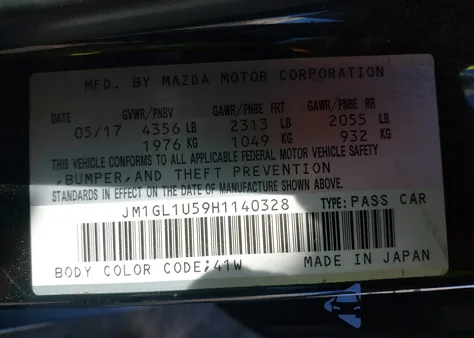 MFD. BY MAZDA MOTOR CORPORATION
DATE GVWR/PNBV GAWR/PNBE FRT GAWR/PNBE RR
05/17 4356 LB 2313 LB 2055 LB
1976 KG 1049 KG 932 KG
THIS VEHICLE CONFORMS TO ALL APPLICABLE FEDERAL MOTOR VEHICLE SAFETY
,BUMPER,AND THEFT PREVENTION
STANDARDS IN EFFECT ON THE DATE OF MANUFACTURE SHOWN ABOVE.
JM1GL1U59H1140328 TYPE: PASS CAR
BODY COLOR CODE;41W MADE IN JAPAN